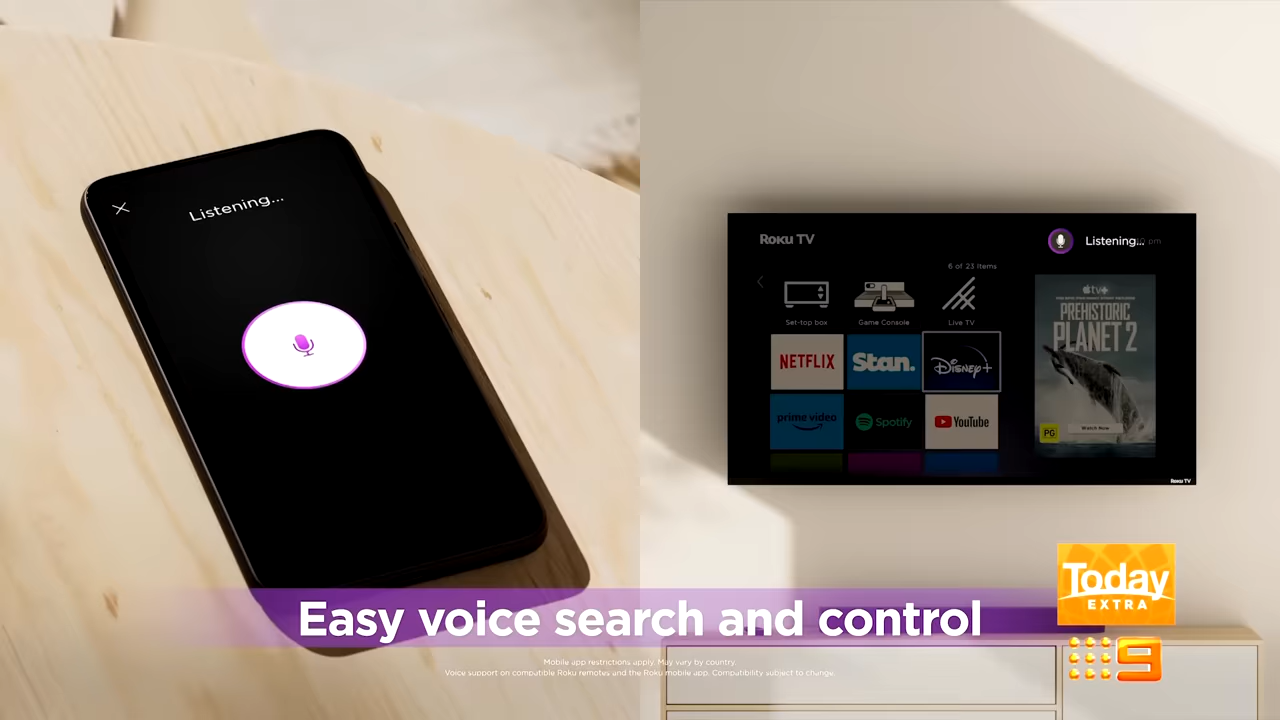 Listening...
Roku TV
Listening...
pm
6 of 23 Items
Set-top box
Game Console
Live TV
NETFLIX
Stan.
Disney+
prime video
Spotify
YouTube
tv+
PREHISTORIC
PLANET 2
PG
Watch Now
Roku TV
Easy voice search and control
Mobile app restrictions apply. May vary by country.
Voice support on compatible Roku remotes and the Roku mobile app. Compatibility subject to change.
Today
EXTRA
9